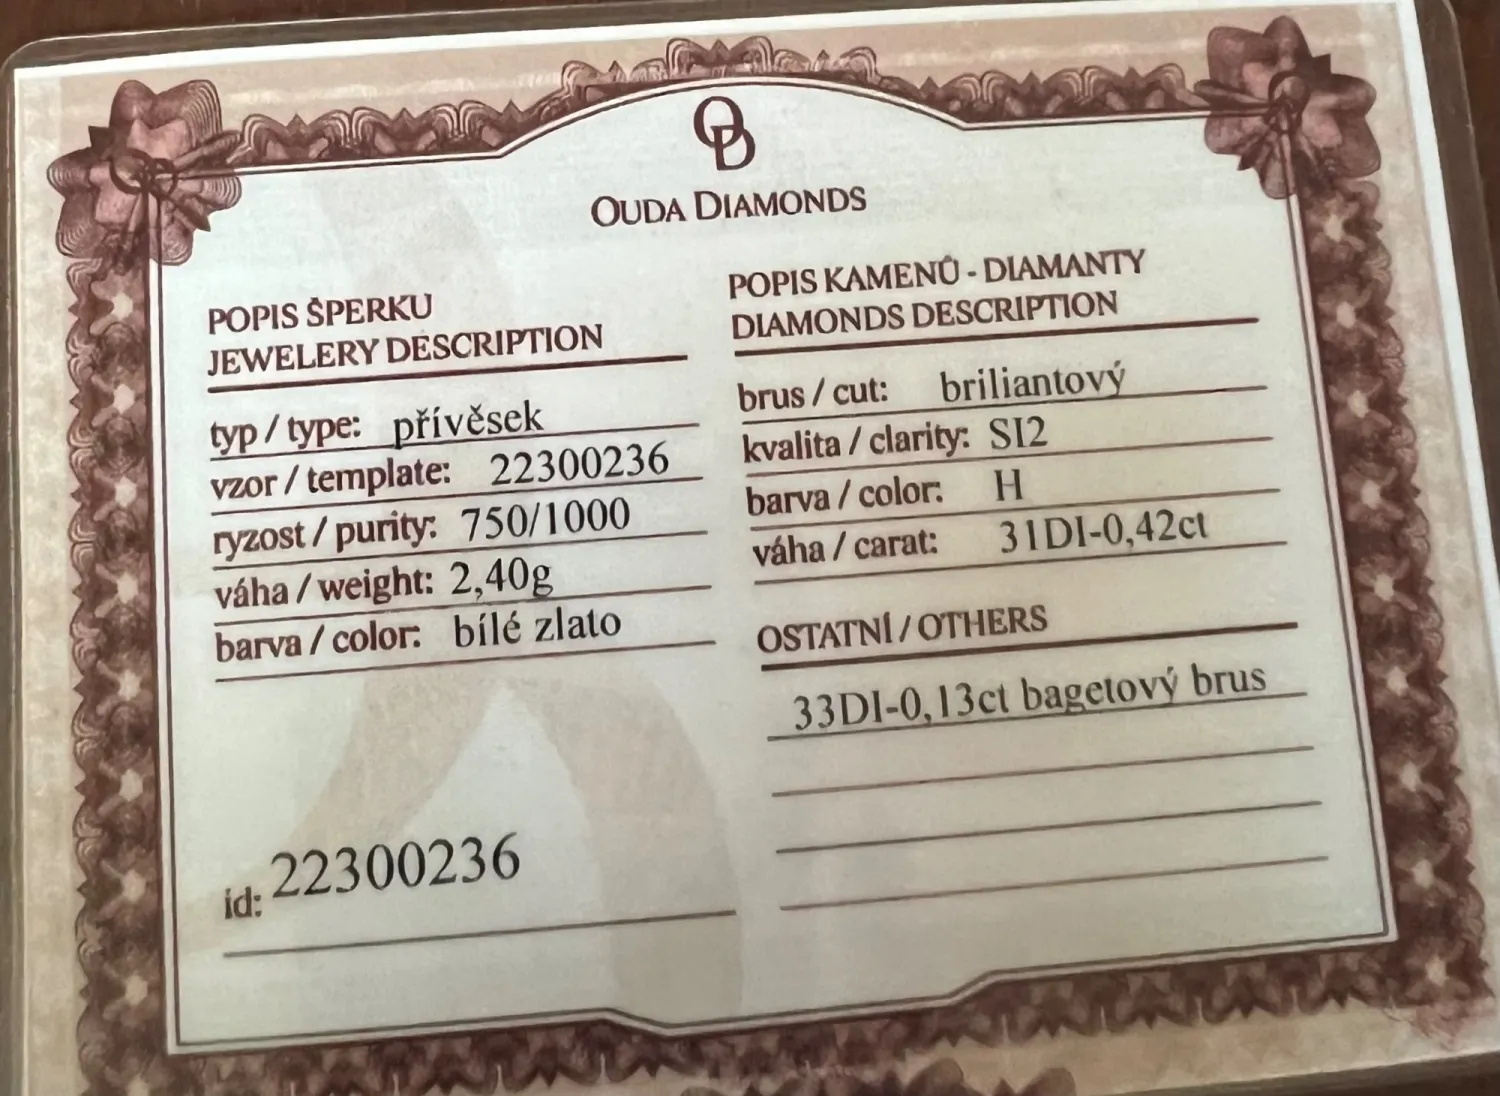 OD
OUDA DIAMONDS
POPIS ŠPERKU
JEWELERY DESCRIPTION
typ / type: přívěsek
vzor / template: 22300236
ryzost / purity: 750/1000
váha / weight: 2,40g
barva / color: bílé zlato
id: 22300236
POPIS KAMENŮ - DIAMANTY
DIAMONDS DESCRIPTION
brus / cut: briliantový
kvalita / clarity: SI2
barva / color: H
váha / carat: 31DI-0,42ct
OSTATNÍ / OTHERS
33DI-0,13ct bagetový brus